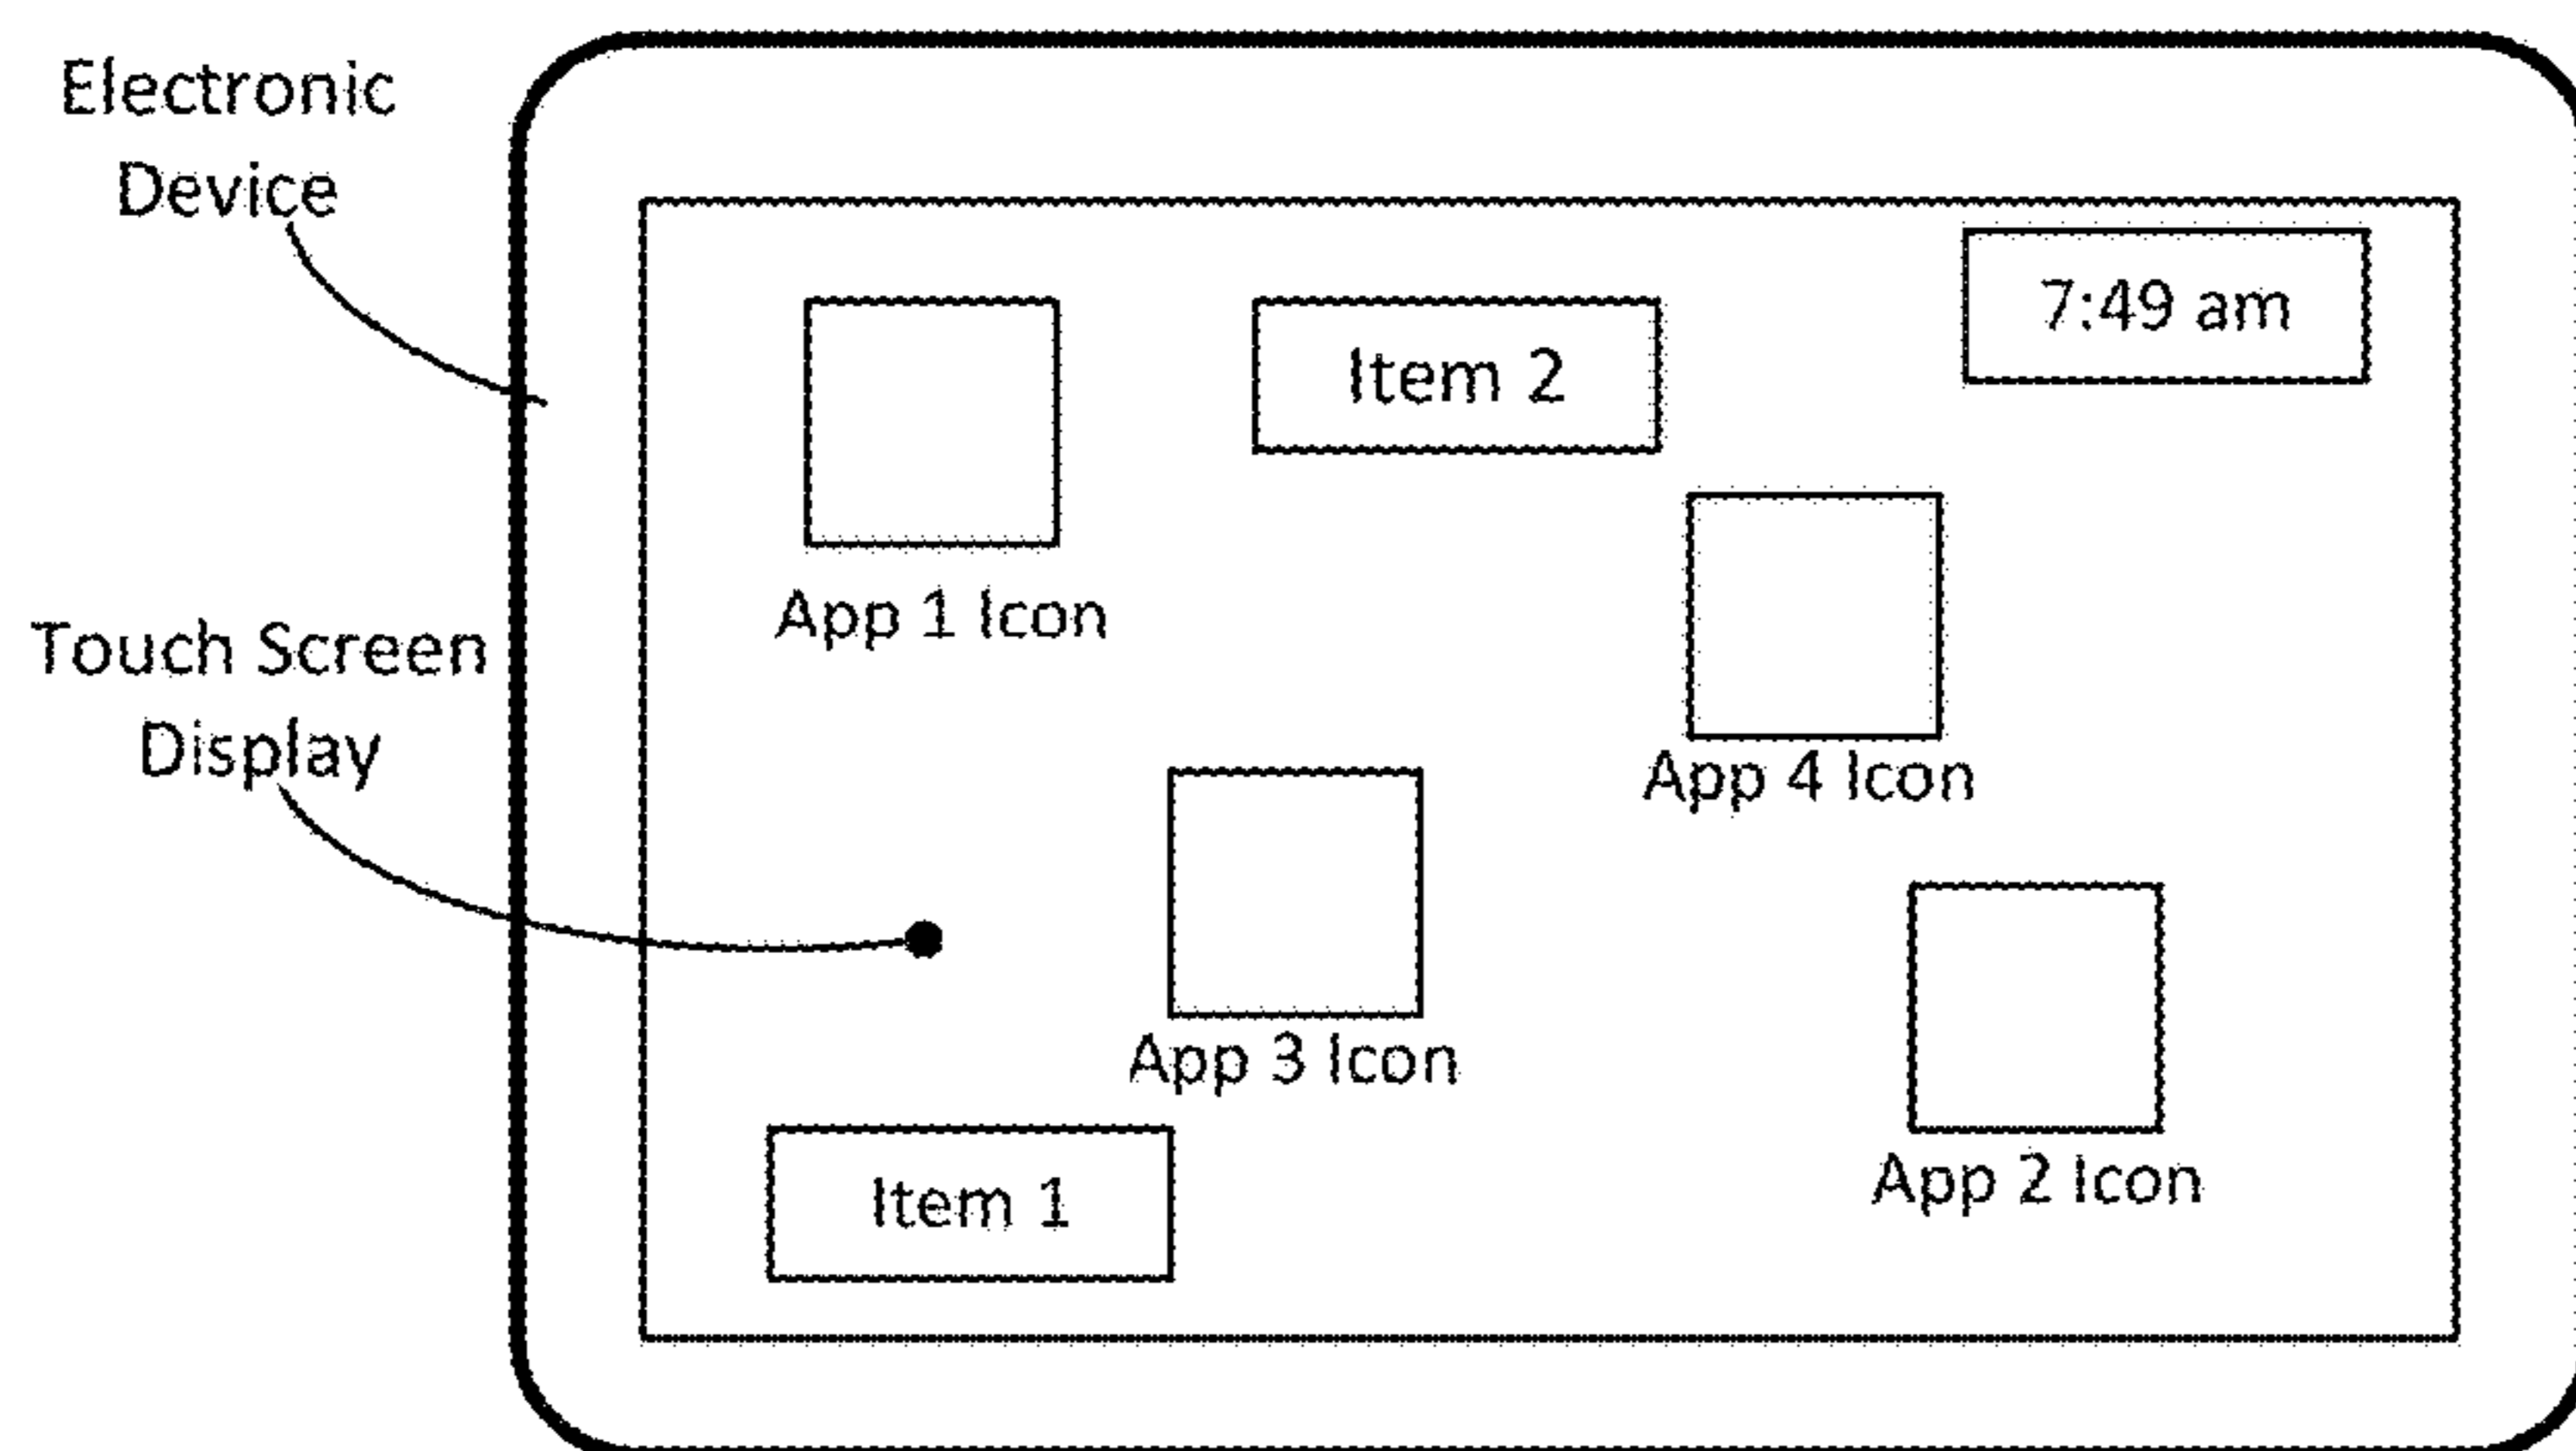 Electronic
Device
7:49 am
Item 2
App 1 Icon
Touch Screen
Display
App 4 Icon
App 3 Icon
App 2 Icon
Item 1